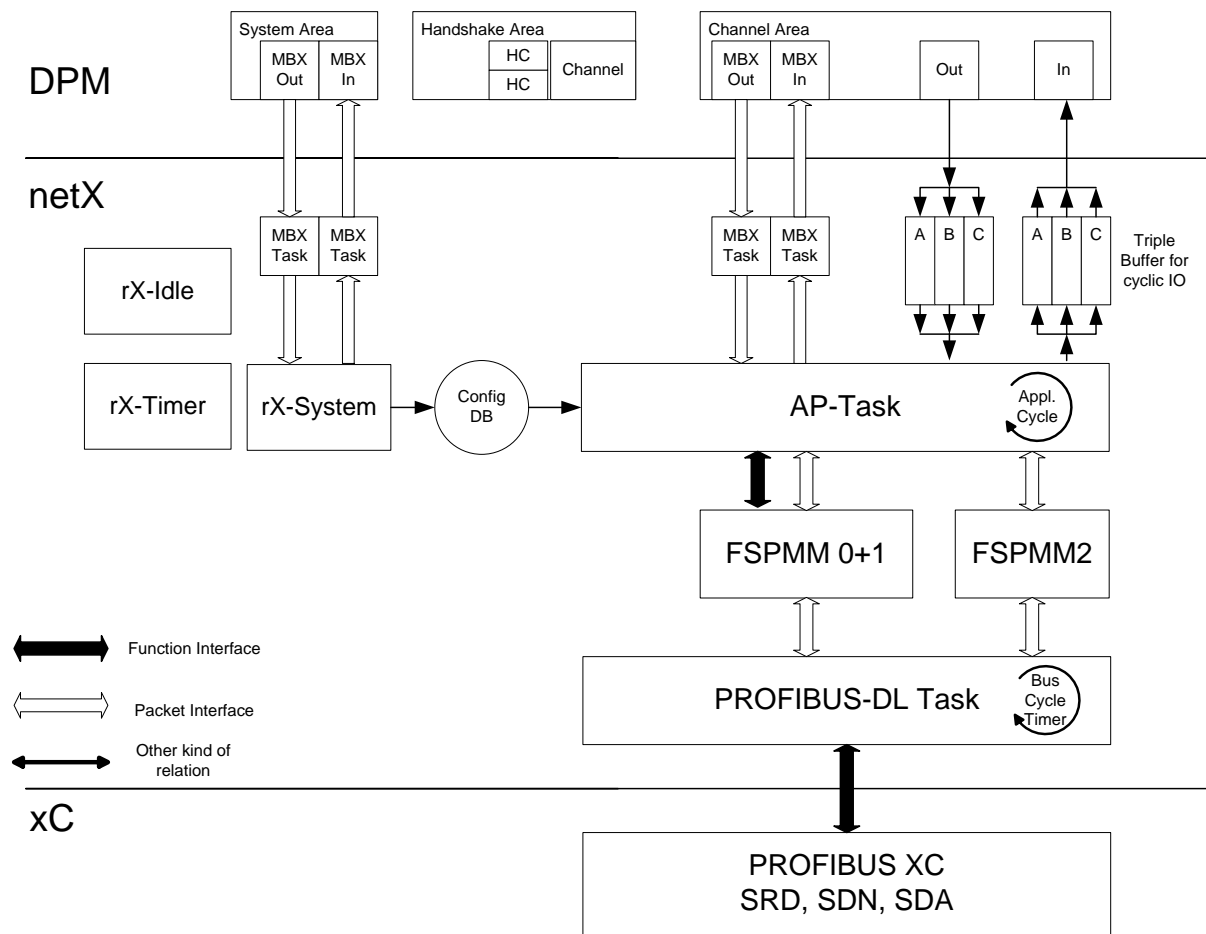 System Area
Handshake Area
Channel Area
MBX
Out
MBX
In
HC
HC
Channel
MBX
Out
MBX
In
Out
In
DPM
netX
MBX
Task
MBX
Task
MBX
Task
MBX
Task
A
B
C
A
B
C
Triple
Buffer for
cyclic IO
rX-Idle
rX-Timer
rX-System
Config
DB
AP-Task
Appl.
Cycle
FSPMM 0+1
FSPMM2
Function Interface
Packet Interface
Other kind of
relation
PROFIBUS-DL Task
Bus
Cycle
Timer
xC
PROFIBUS XC
SRD, SDN, SDA